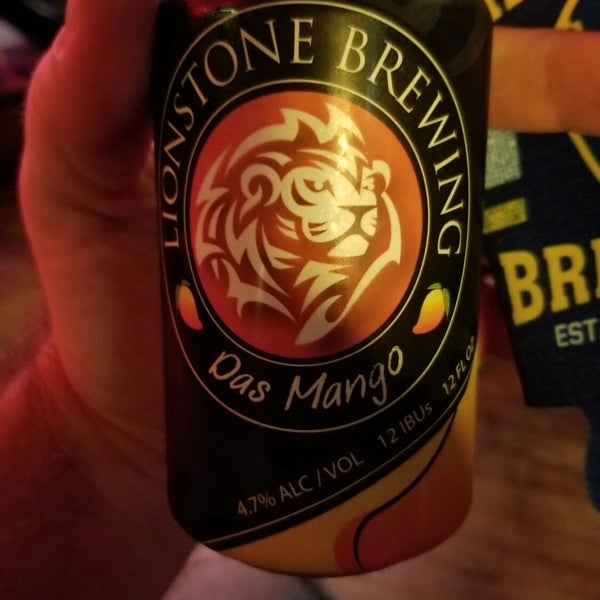 LIONSTONE BREWING
Das Mango
4.7% ALC / VOL 12 IBUs 12 FL Oz
BR
EST